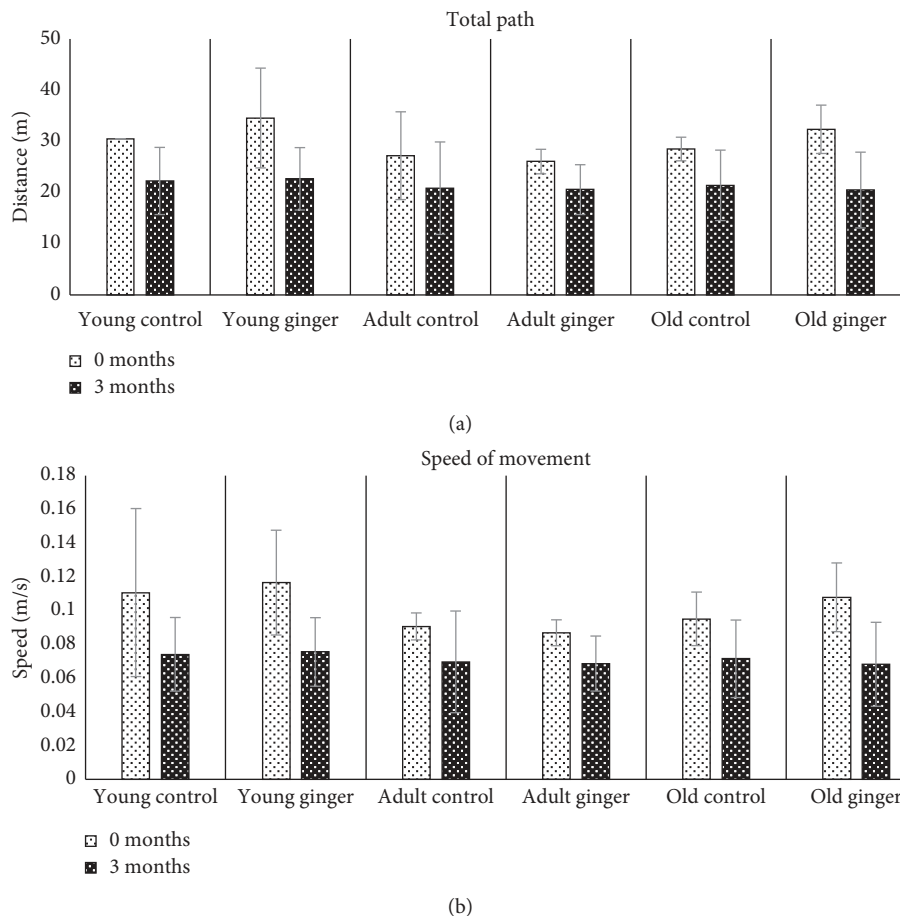 Total path
50
40
30
20
10
0
Distance (m)
Young control Young ginger Adult control Adult ginger Old control Old ginger
0 months
3 months
(a)
Speed of movement
0.18
0.16
0.14
0.12
0.1
0.08
0.06
0.04
0.02
0
Speed (m/s)
Young control Young ginger Adult control Adult ginger Old control Old ginger
0 months
3 months
(b)